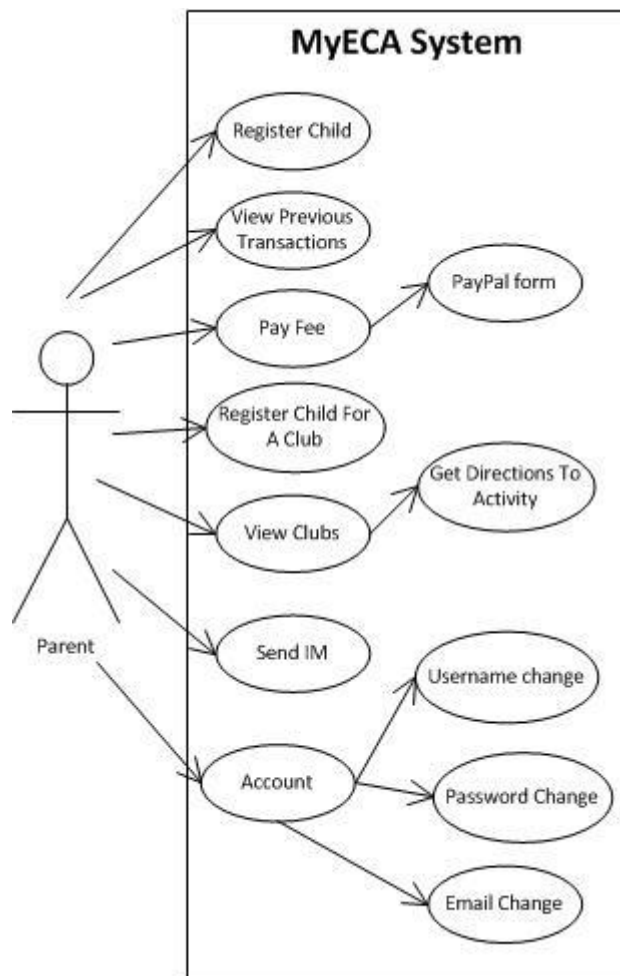 MyECA System
Register Child
View Previous
Transactions
PayPal form
Pay Fee
Register Child For
A Club
Get Directions To
Activity
View Clubs
Parent
Send IM
Username change
Account
Password Change
Email Change